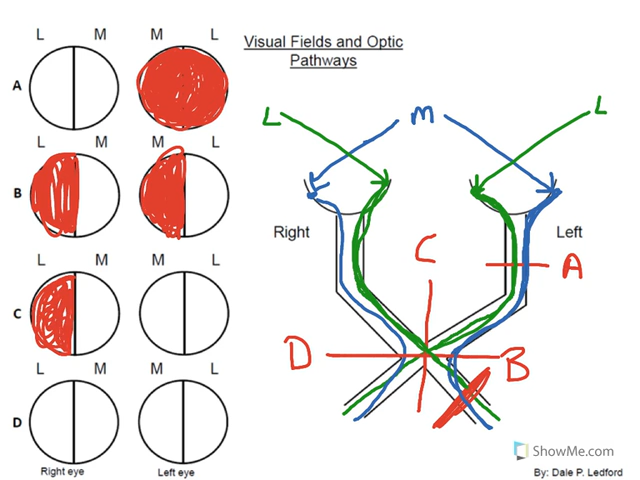 Visual Fields and Optic
Pathways
L M M L
A
L M M L
B
L M M L
C
L M M L
D
Right eye Left eye
L M L
Right Left
C
A
D B
ShowMe.com
By: Dale P. Ledford